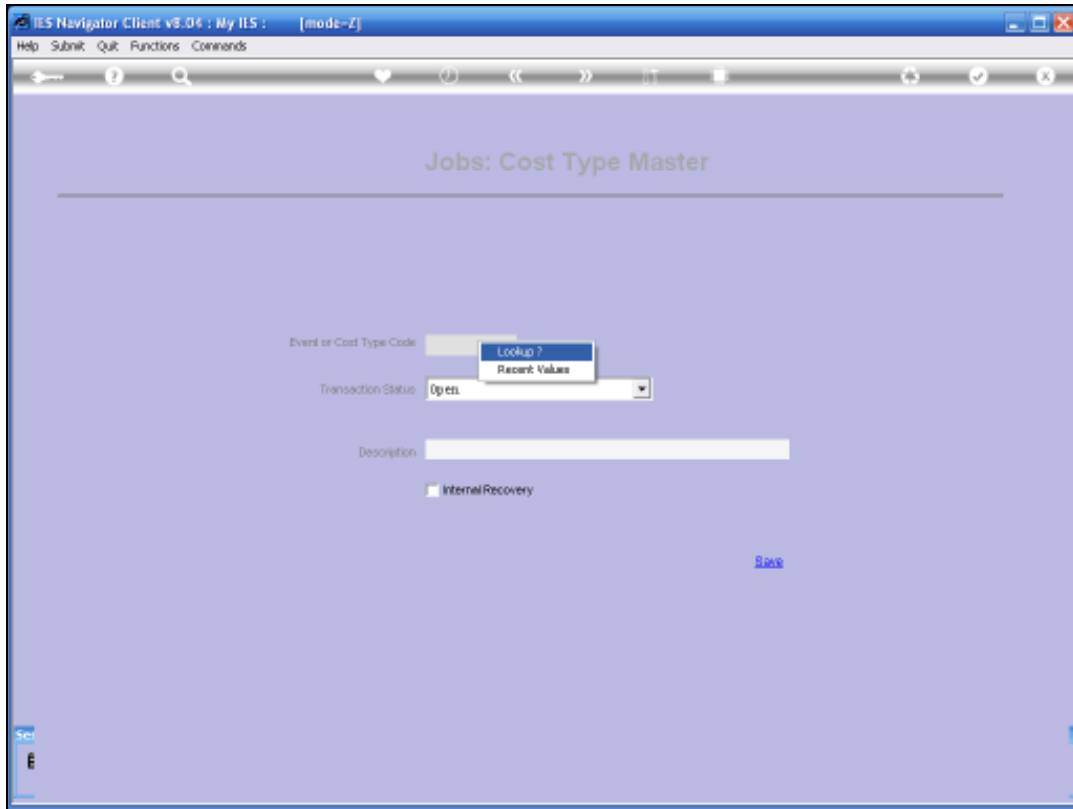 IES Navigator Client v8.04 : My IES : [mode=Z]
Help Submit Quit Functions Commands
Jobs: Cost Type Master
Event or Cost Type Code
Lookup ?
Recent Values
Transaction Status Open
Description
Internal Recovery
Save